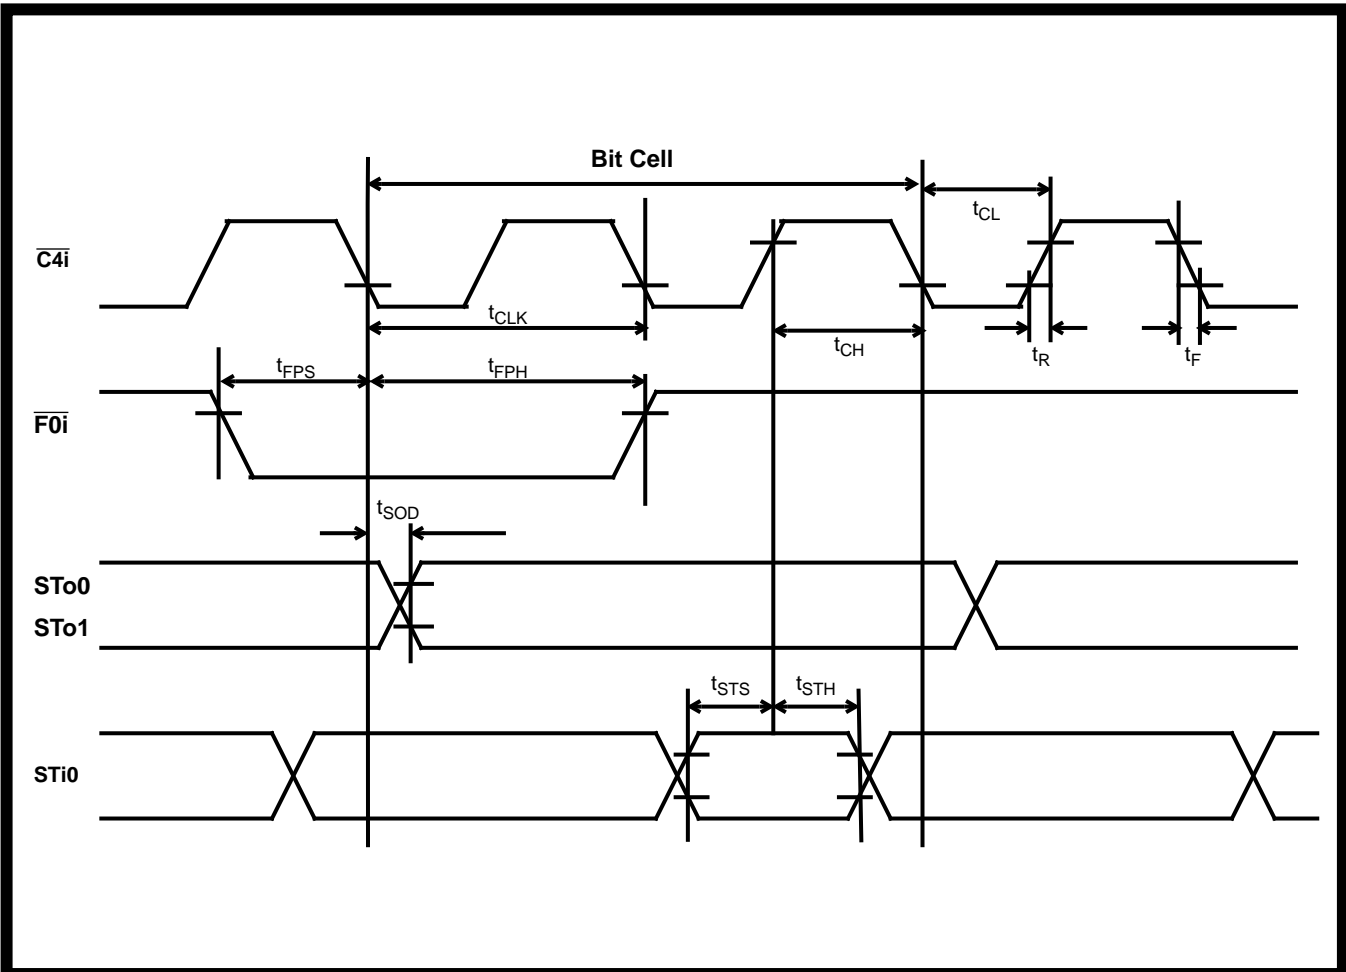 Bit Cell
tCL
C4i
tCLK
tCH
tR
tF
tFPS
tFPH
F0i
tSOD
STo0
STo1
tSTS
tSTH
STi0